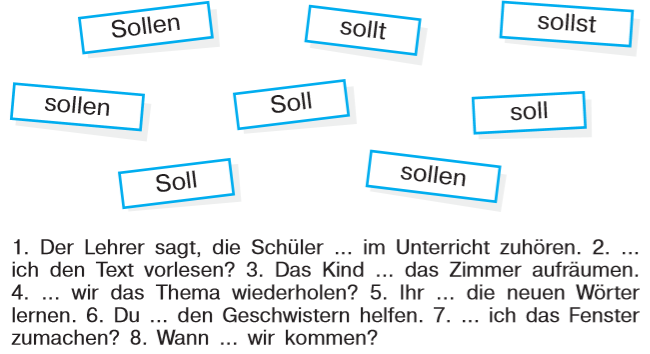 Sollen sollt sollst
sollen Soll soll
Soll sollen
1. Der Lehrer sagt, die Schüler ... im Unterricht zuhören. 2. ...
ich den Text vorlesen? 3. Das Kind ... das Zimmer aufräumen.
4. ... wir das Thema wiederholen? 5. Ihr ... die neuen Wörter
lernen. 6. Du ... den Geschwistern helfen. 7. ... ich das Fenster
zumachen? 8. Wann ... wir kommen?